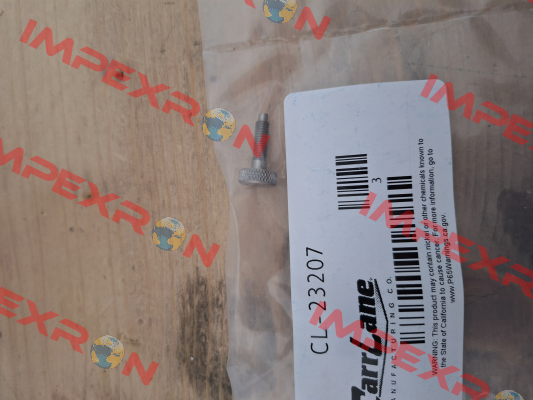 CL 23207
3
Carr Lane
MANUFACTURING CO.
WARNING: This product may contain nickel or other chemicals known to
the State of California to cause cancer. For more information, go to
www.P65Warnings.ca.gov.
IMPEXRON
IMPEXRON
IMPEXRON
IMPEXRON
IMPEXRON
IMPEXRON